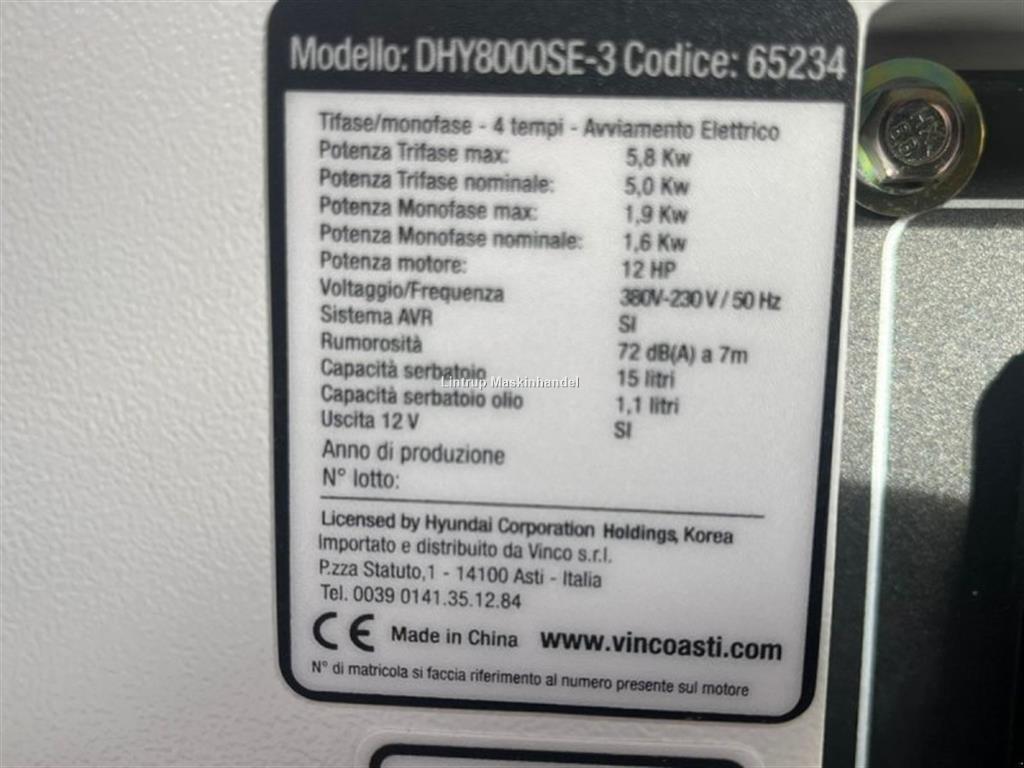 Modello: DHY8000SE-3 Codice: 65234
Tifase/monofase - 4 tempi - Avviamento Elettrico
Potenza Trifase max: 5,8 Kw
Potenza Trifase nominale: 5,0 Kw
Potenza Monofase max: 1,9 Kw
Potenza Monofase nominale: 1,6 Kw
Potenza motore: 12 HP
Voltaggio/Frequenza 380V-230 V / 50 Hz
Sistema AVR SI
Rumorosità 72 dB(A) a 7m
Capacità serbatoio 15 litri
Lintrup Maskinhandel
Capacità serbatoio olio 1,1 litri
Uscita 12 V SI
Anno di produzione
N° lotto:
Licensed by Hyundai Corporation Holdings, Korea
Importato e distribuito da Vinco s.r.l.
P.zza Statuto,1 - 14100 Asti - Italia
Tel. 0039 0141.35.12.84
CE Made in China www.vincoasti.com
N° di matricola si faccia riferimento al numero presente sul motore